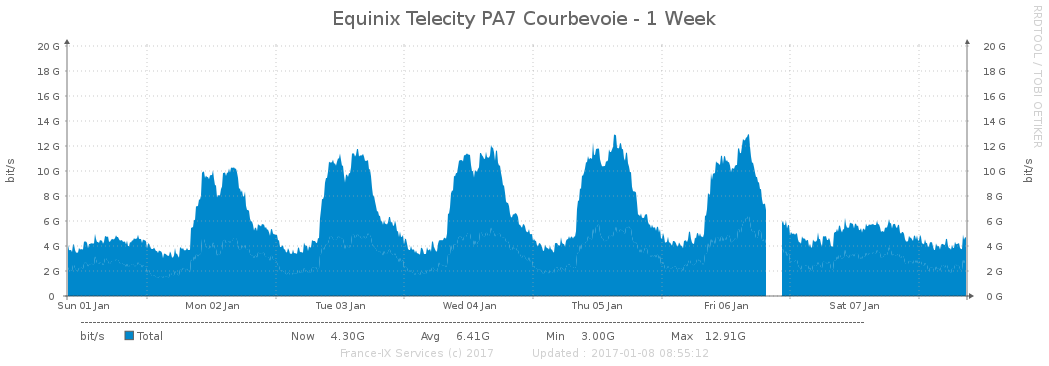 Equinix Telecity PA7 Courbevoie - 1 Week
RRDTOOL / TOBI OETIKER
bit/s
20 G
18 G
16 G
14 G
12 G
10 G
8 G
6 G
4 G
2 G
0
20 G
18 G
16 G
14 G
12 G
10 G
8 G
6 G
4 G
2 G
0 G
bit/s
Sun 01 Jan Mon 02 Jan Tue 03 Jan Wed 04 Jan Thu 05 Jan Fri 06 Jan Sat 07 Jan
bit/s Total Now 4.30G Avg 6.41G Min 3.00G Max 12.91G
France-IX Services (c) 2017 Updated : 2017-01-08 08:55:12